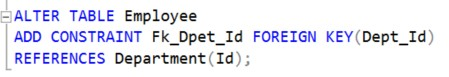 ALTER TABLE Employee
ADD CONSTRAINT Fk_Dpet_Id FOREIGN KEY(Dept_Id)
REFERENCES Department(Id);